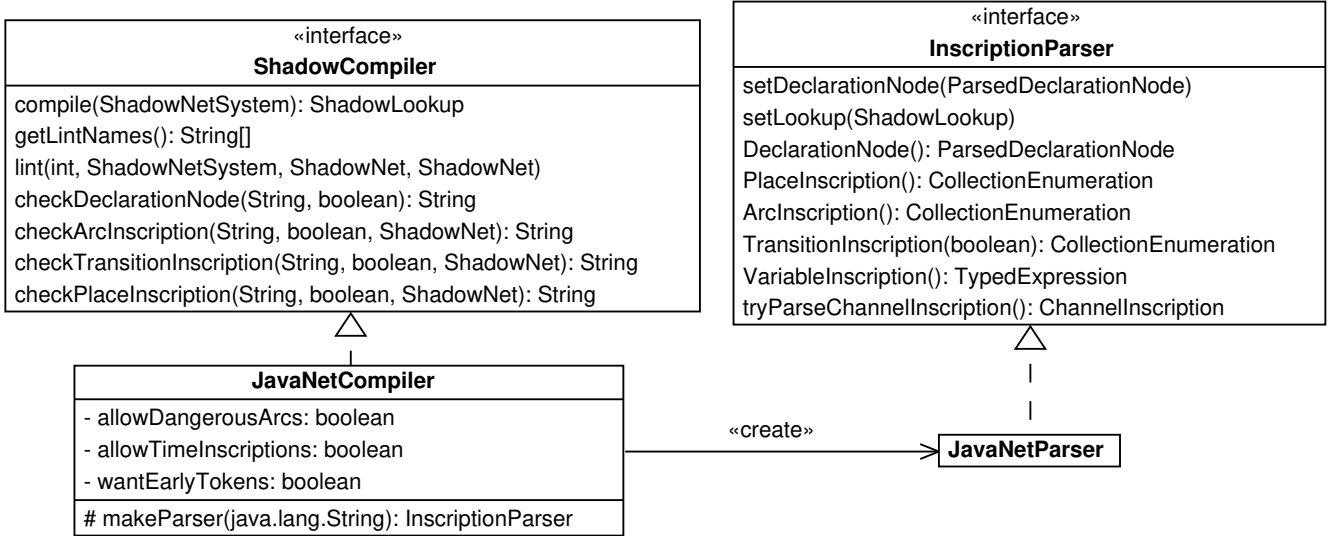 «interface»
ShadowCompiler
compile(ShadowNetSystem): ShadowLookup
getLintNames(): String[]
lint(int, ShadowNetSystem, ShadowNet, ShadowNet)
checkDeclarationNode(String, boolean): String
checkArcInscription(String, boolean, ShadowNet): String
checkTransitionInscription(String, boolean, ShadowNet): String
checkPlaceInscription(String, boolean, ShadowNet): String
«interface»
InscriptionParser
setDeclarationNode(ParsedDeclarationNode)
setLookup(ShadowLookup)
DeclarationNode(): ParsedDeclarationNode
PlaceInscription(): CollectionEnumeration
ArcInscription(): CollectionEnumeration
TransitionInscription(boolean): CollectionEnumeration
VariableInscription(): TypedExpression
tryParseChannelInscription(): ChannelInscription
JavaNetCompiler
- allowDangerousArcs: boolean
- allowTimeInscriptions: boolean
- wantEarlyTokens: boolean
# makeParser(java.lang.String): InscriptionParser
«create»
JavaNetParser